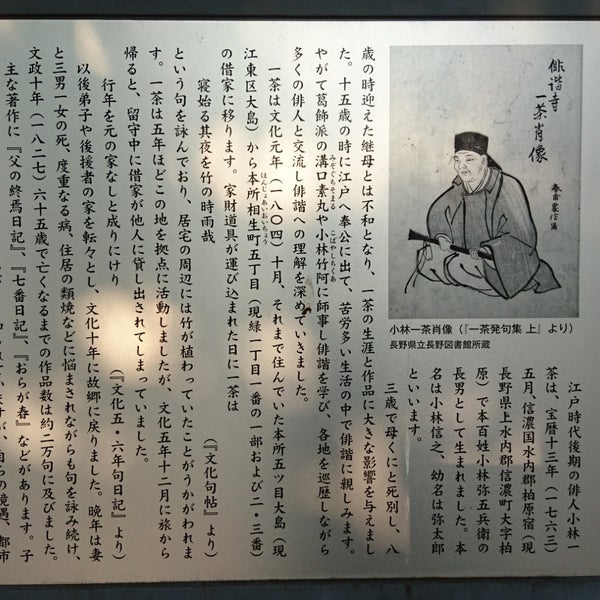 俳諧寺
一茶肖像
春甫叢信寫
小林一茶肖像（『一茶発句集 上』より）
長野県立長野図書館所蔵
江戸時代後期の俳人小林一
茶は、宝暦十三年（一七六三）
五月、信濃国水内郡柏原宿（現
長野県上水内郡信濃町大字柏
原）で本百姓小林弥五兵衛の
長男として生まれました。本
名は小林信之、幼名は弥太郎
といいます。
三歳で母くにと死別し、八
歳の時迎えた継母とは不和となり、一茶の生涯と作品に大きな影響を与えまし
た。十五歳の時に江戸へ奉公に出て、苦労多い生活の中で俳諧に親しみます。
やがて葛飾派の溝口素丸や小林竹阿に師事し俳諧を学び、各地を巡歴しながら
みぞぐちそまる
こばやしちくあ
多くの俳人と交流し俳諧への理解を深めていきました。
一茶は文化元年（一八〇四）十月、それまで住んでいた本所五ツ目大島（現
江東区大島）から本所相生町五丁目（現緑一丁目一番の一部および二・三番）
ほんじょあいおいちょう
の借家に移ります。家財道具が運び込まれた日に一茶は
寝始る其夜を竹の時雨哉
（『文化句帖』より）
という句を詠んでおり、居宅の周辺には竹が植わっていたことがうかがわれま
す。一茶は五年ほどこの地を拠点に活動しましたが、文化五年十二月に旅から
帰ると、留守中に借家が他人に貸し出されてしまっていました。
行年を元の家なしと成りにけり
（『文化五・六年句日記』より）
以後弟子や後援者の家を転々とし、文化十年に故郷に戻りました。晩年は妻
と三男一女の死、度重なる病、住居の類焼などに悩まされながらも句を詠み続け、
文政十年（一八二七）六十五歳で亡くなるまでの作品数は約二万句に及びました。
主な著作に『父の終焉日記』、『七番日記』、『おらが春』などがあります。子